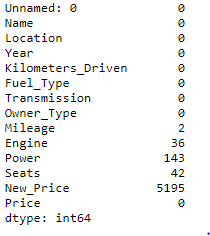 Unnamed: 0 0
Name 0
Location 0
Year 0
Kilometers_Driven 0
Fuel_Type 0
Transmission 0
Owner_Type 0
Mileage 2
Engine 36
Power 143
Seats 42
New_Price 5195
Price 0
dtype: int64